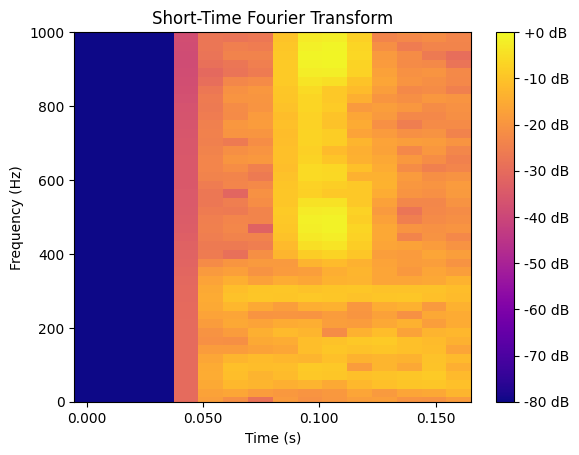 Short-Time Fourier Transform
1000
800
600
400
200
0
Frequency (Hz)
0.000
0.050
0.100
0.150
Time (s)
+0 dB
-10 dB
-20 dB
-30 dB
-40 dB
-50 dB
-60 dB
-70 dB
-80 dB